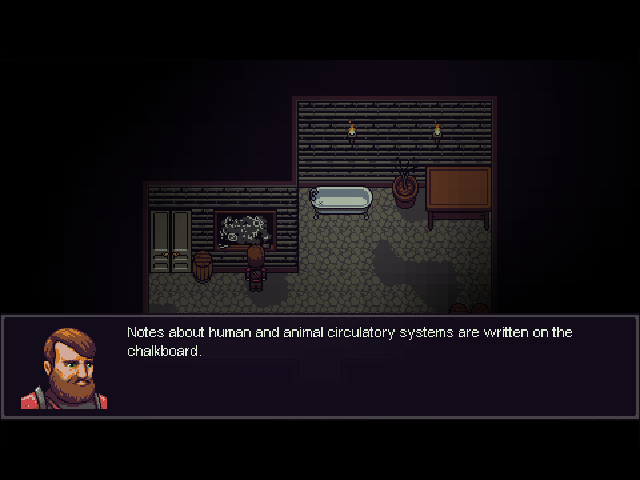 Notes about human and animal circulatory systems are written on the
chalkboard.